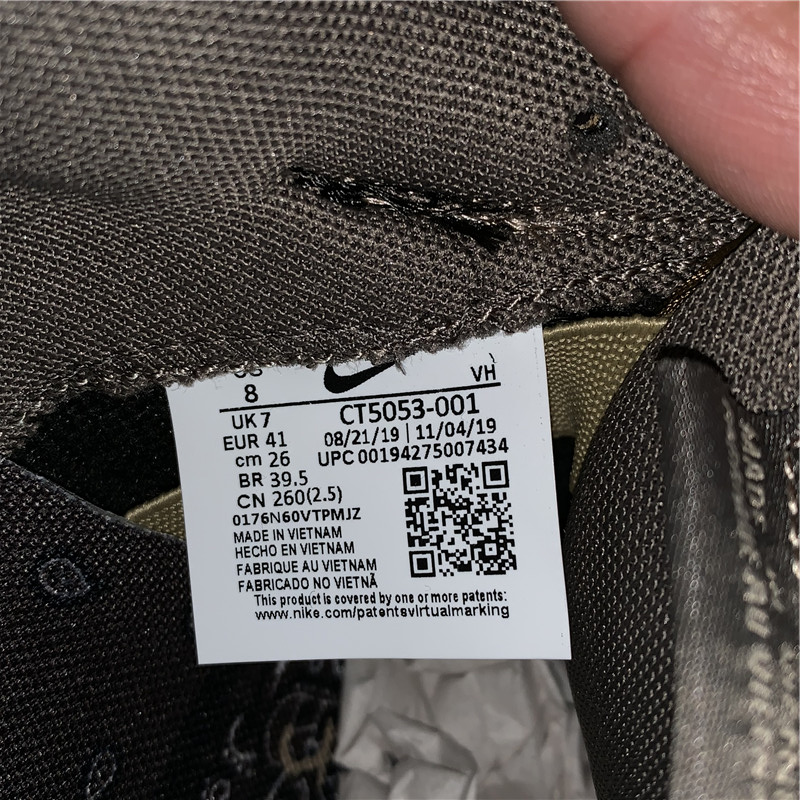 8
VH
UK 7
CT5053-001
EUR 41
08/21/19 | 11/04/19
cm 26
UPC 00194275007434
BR 39.5
CN 260(2.5)
0176N60VTPMJZ
MADE IN VIETNAM
HECHO EN VIETNAM
FABRIQUE AU VIETNAM
FABRICADO NO VIETNÃ
This product is covered by one or more patents:
www.nike.com/patentsvirtualmarking